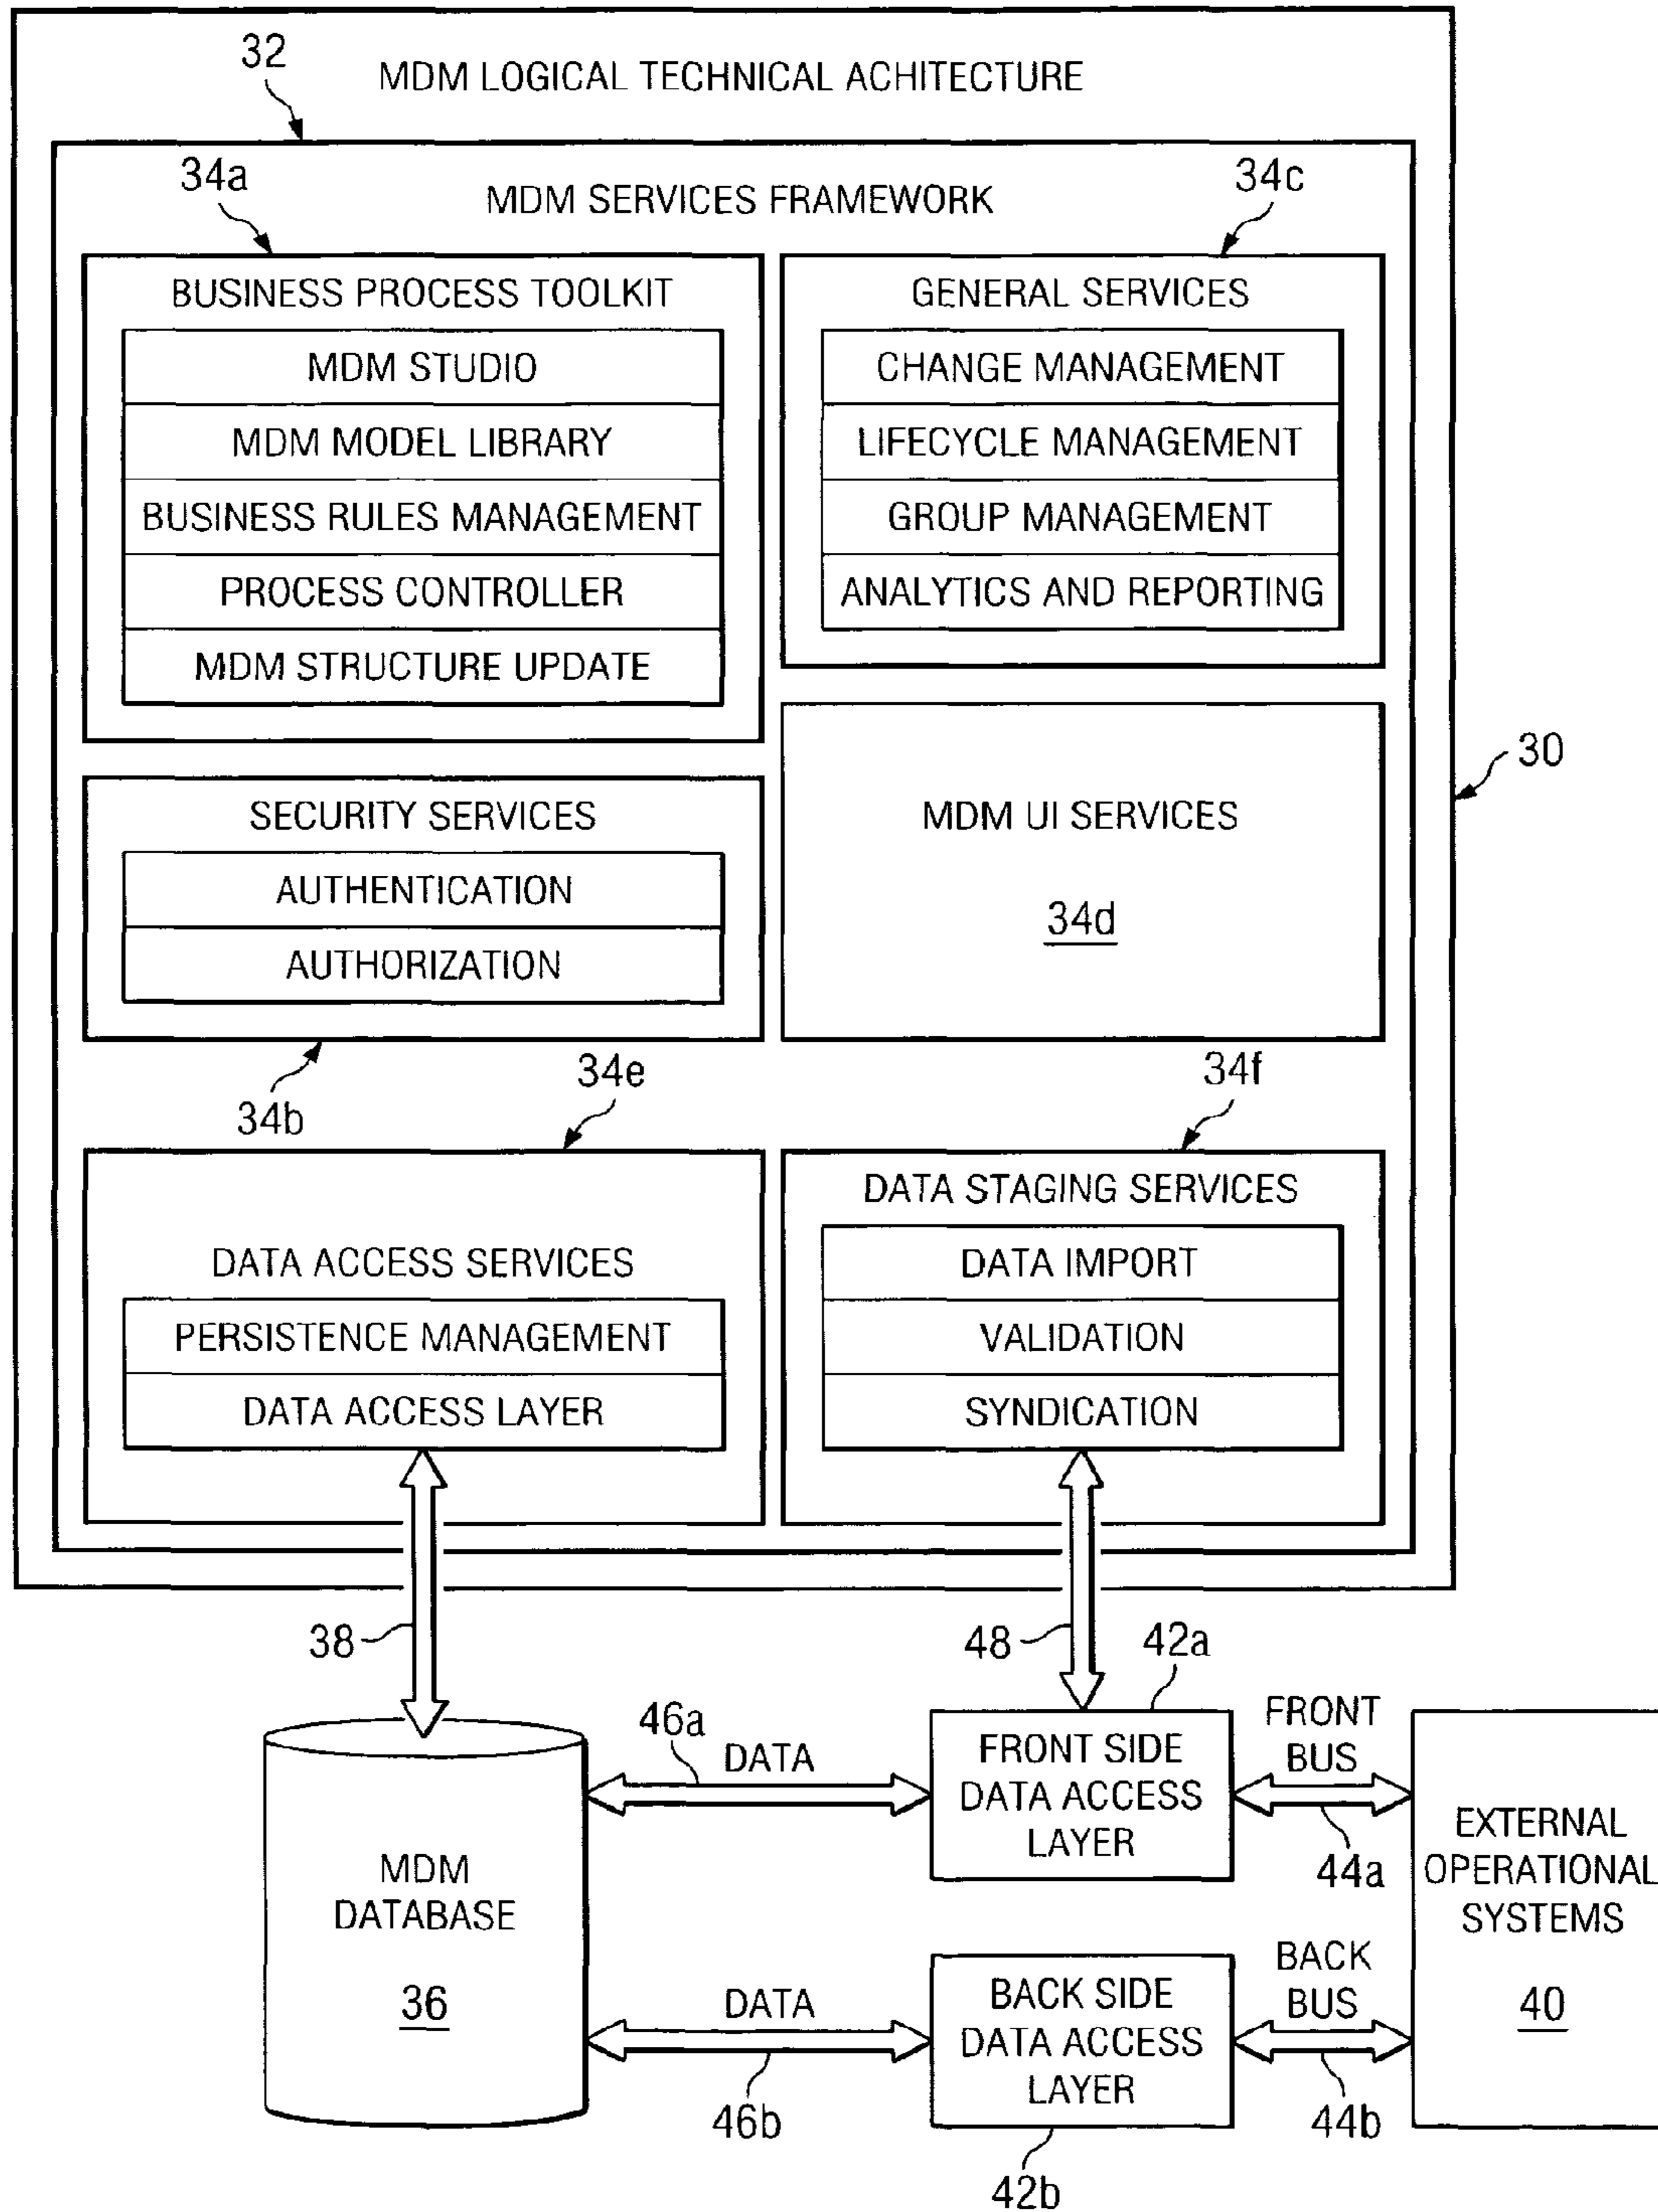 32
MDM LOGICAL TECHNICAL ACHITECTURE
34a
MDM SERVICES FRAMEWORK
34c
BUSINESS PROCESS TOOLKIT
MDM STUDIO
MDM MODEL LIBRARY
BUSINESS RULES MANAGEMENT
PROCESS CONTROLLER
MDM STRUCTURE UPDATE
GENERAL SERVICES
CHANGE MANAGEMENT
LIFECYCLE MANAGEMENT
GROUP MANAGEMENT
ANALYTICS AND REPORTING
30
SECURITY SERVICES
AUTHENTICATION
AUTHORIZATION
34b
MDM UI SERVICES
34d
34e
DATA ACCESS SERVICES
PERSISTENCE MANAGEMENT
DATA ACCESS LAYER
34f
DATA STAGING SERVICES
DATA IMPORT
VALIDATION
SYNDICATION
38
48
42a
MDM
DATABASE
36
46a
DATA
FRONT SIDE
DATA ACCESS
LAYER
FRONT
BUS
44a
EXTERNAL
OPERATIONAL
SYSTEMS
40
DATA
46b
BACK SIDE
DATA ACCESS
LAYER
42b
BACK
BUS
44b